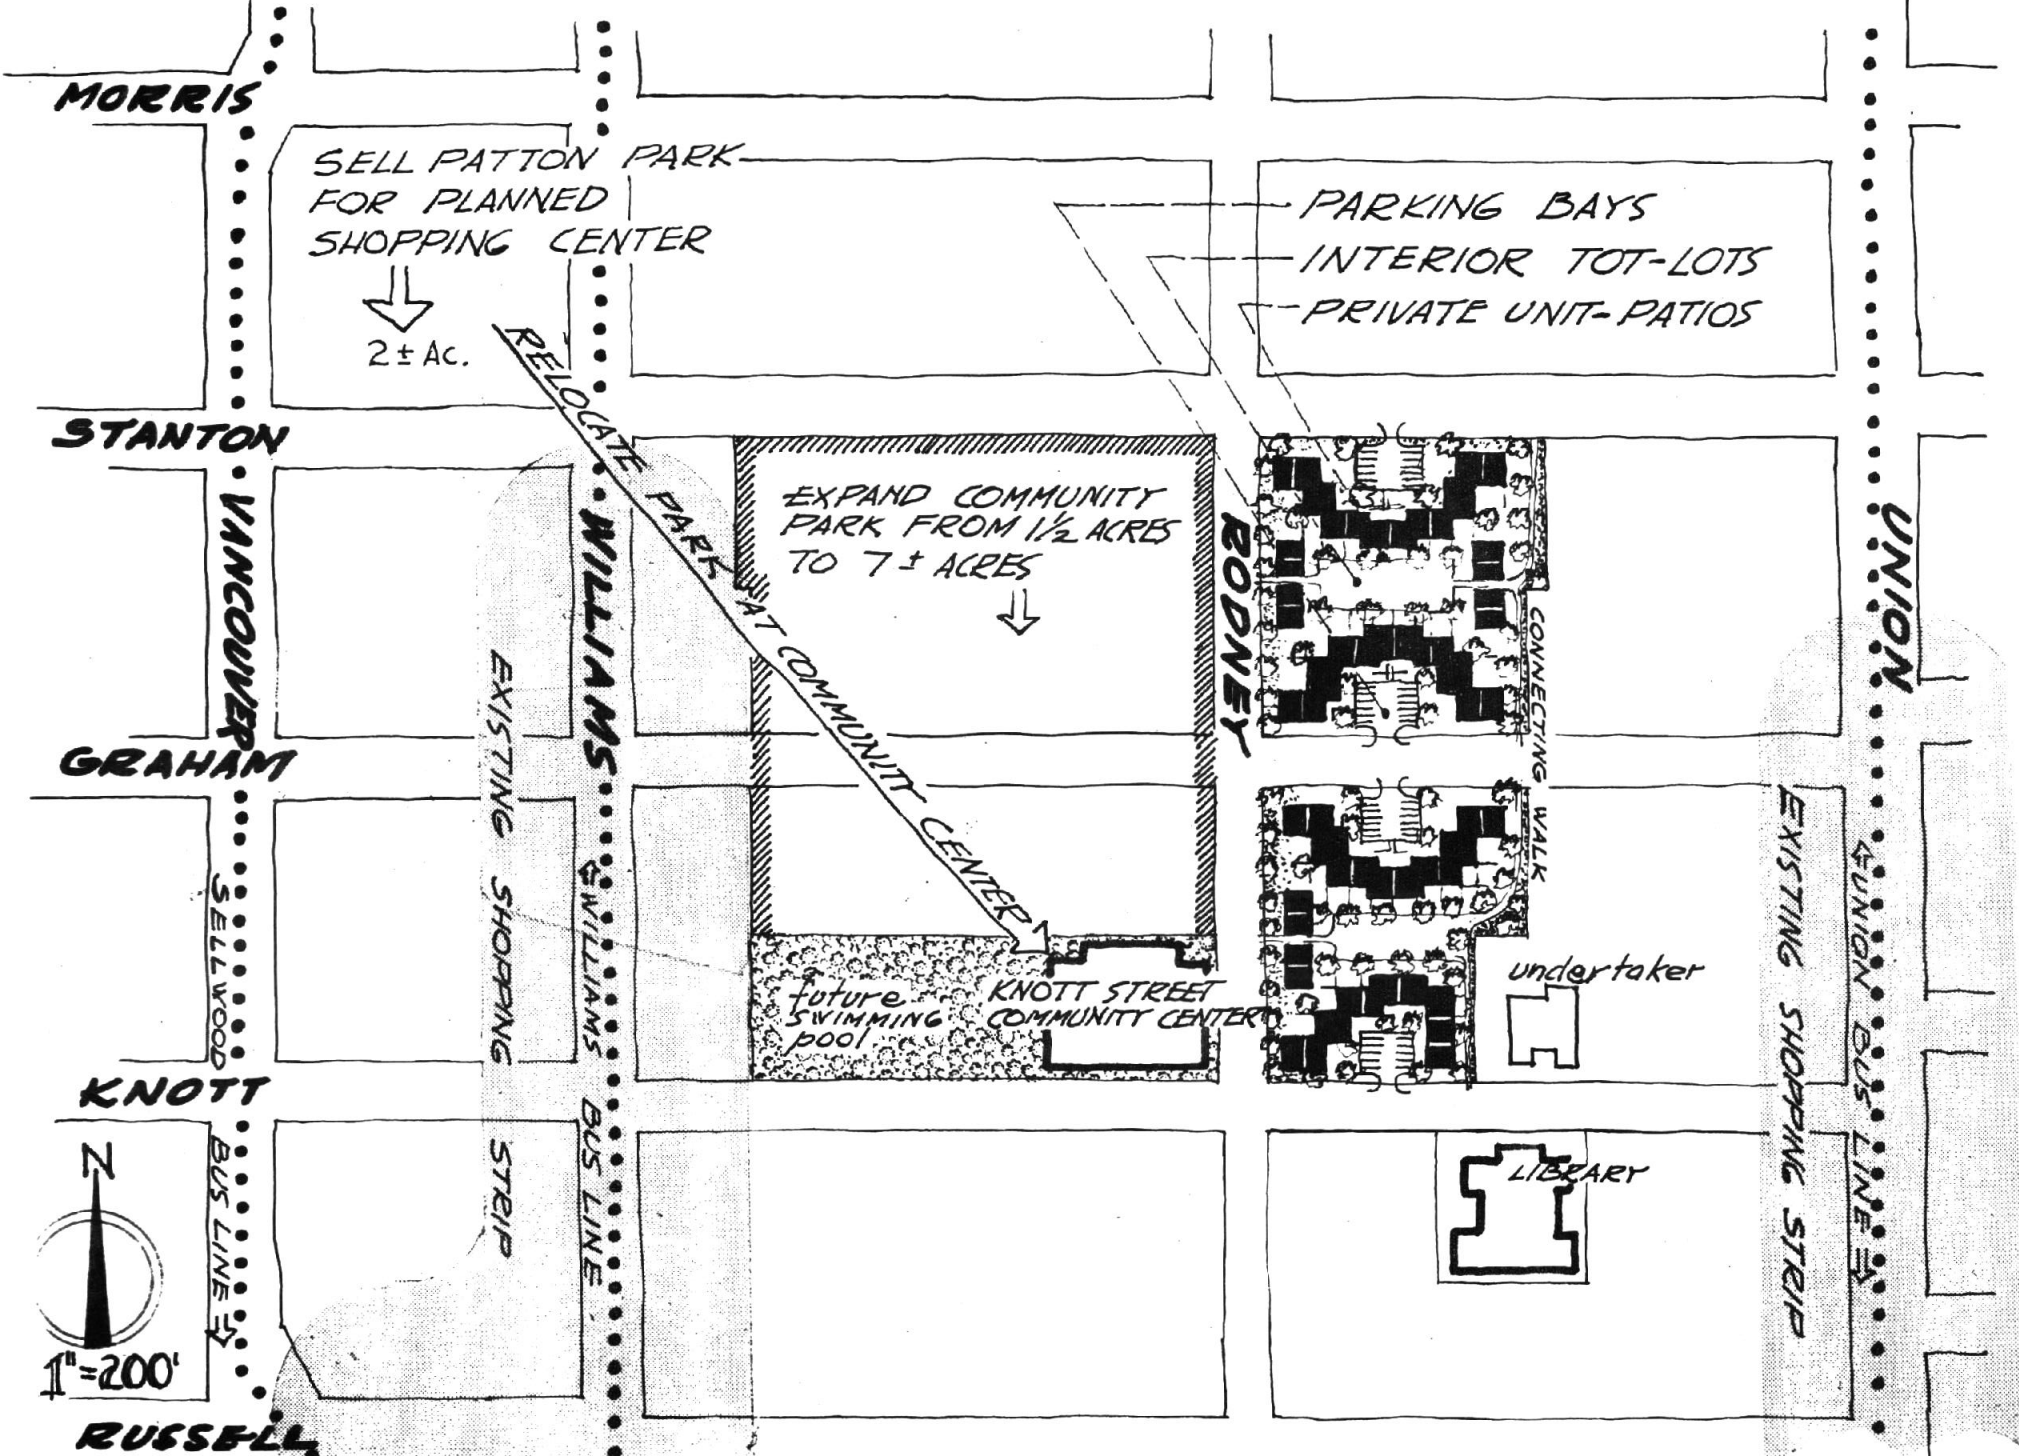 MORRIS
SELL PATTON PARK
FOR PLANNED
SHOPPING CENTER
2± AC.
PARKING BAYS
INTERIOR TOT-LOTS
PRIVATE UNIT-PATIOS
RELOCATE PARK AT COMMUNITY CENTER
STANTON
VANCOUVER
WILLIAMS
EXPAND COMMUNITY
PARK FROM 1½ ACRES
TO 7± ACRES
RODNEY
UNION
CONNECTING WALK
GRAHAM
EXISTING SHOPPING STRIP
SELLWOOD BUS LINE
WILLIAMS BUS LINE
future
SWIMMING
pool
KNOTT STREET
COMMUNITY CENTER
undertaker
EXISTING SHOPPING STRIP
UNION BUS LINE
KNOTT
LIBRARY
N
1"=200'
RUSSELL